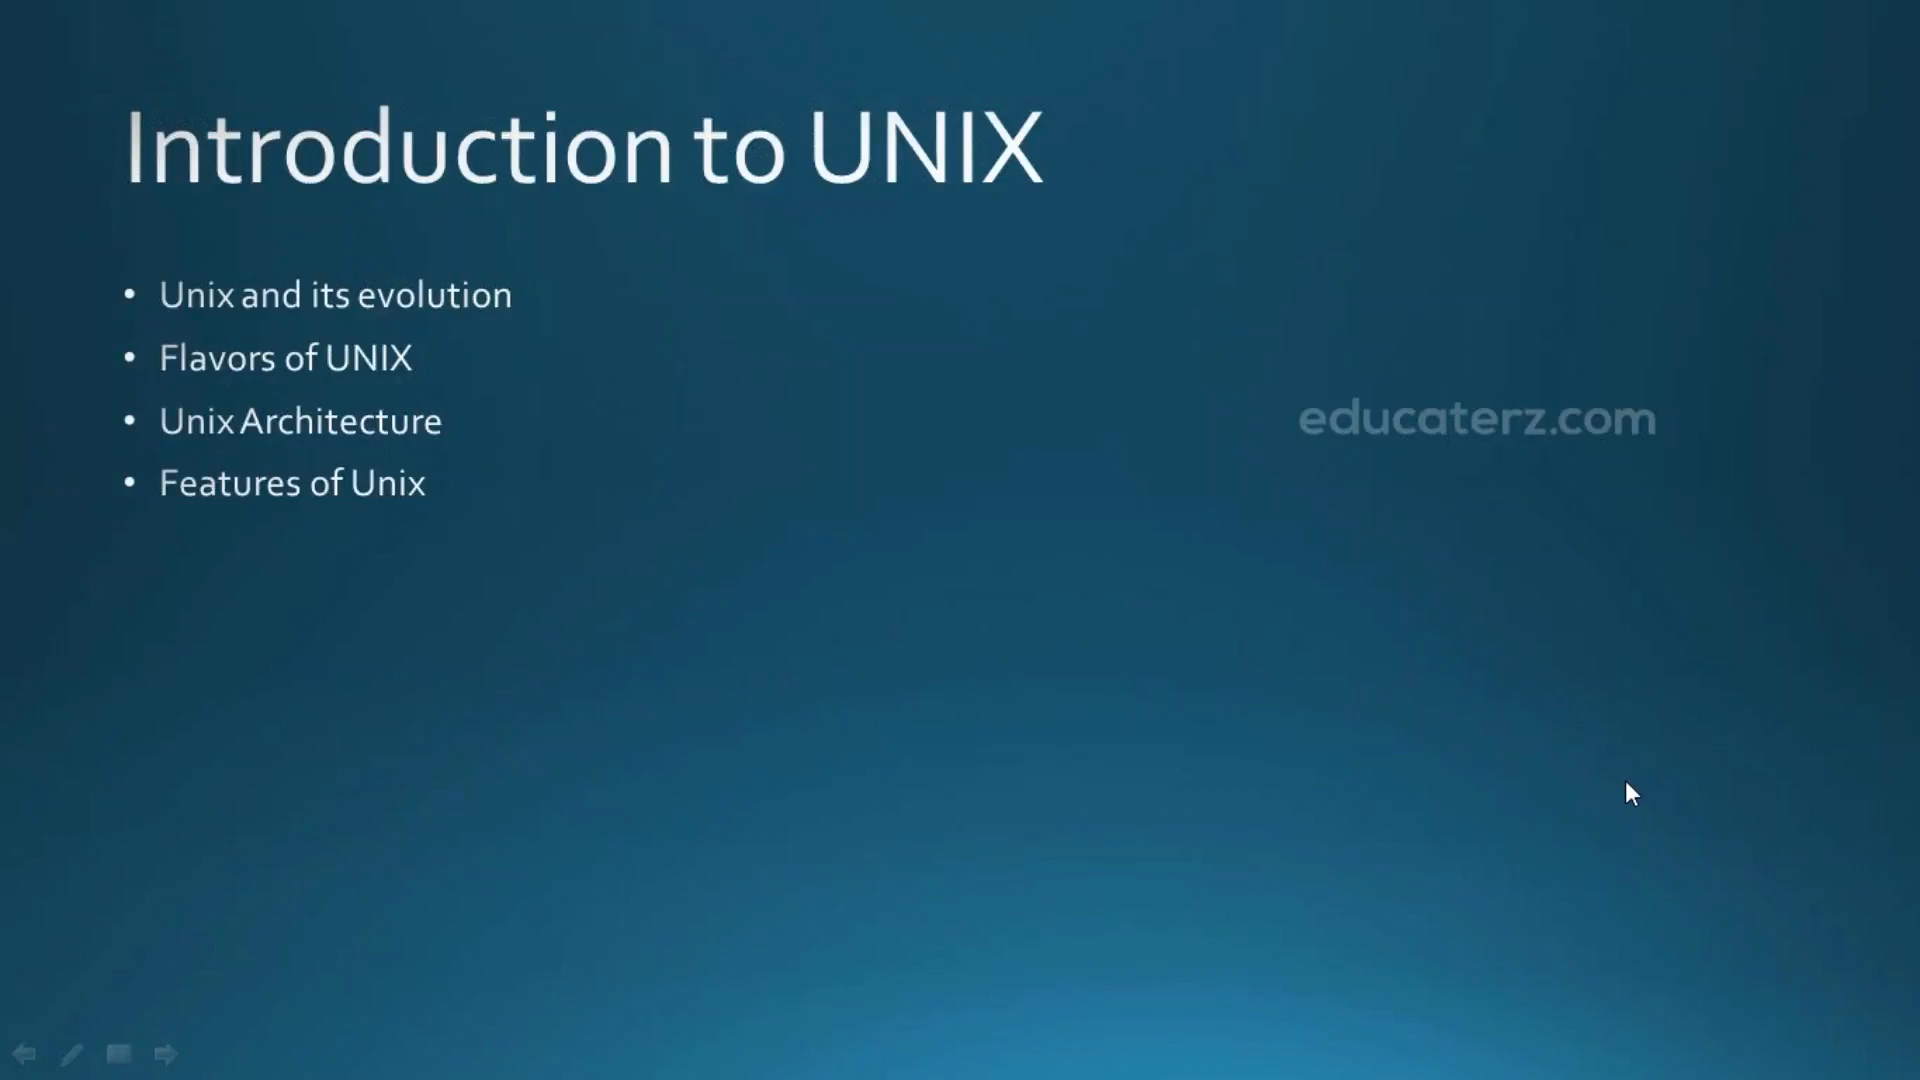 Introduction to UNIX
• Unix and its evolution
• Flavors of UNIX
• Unix Architecture
• Features of Unix
educaterz.com